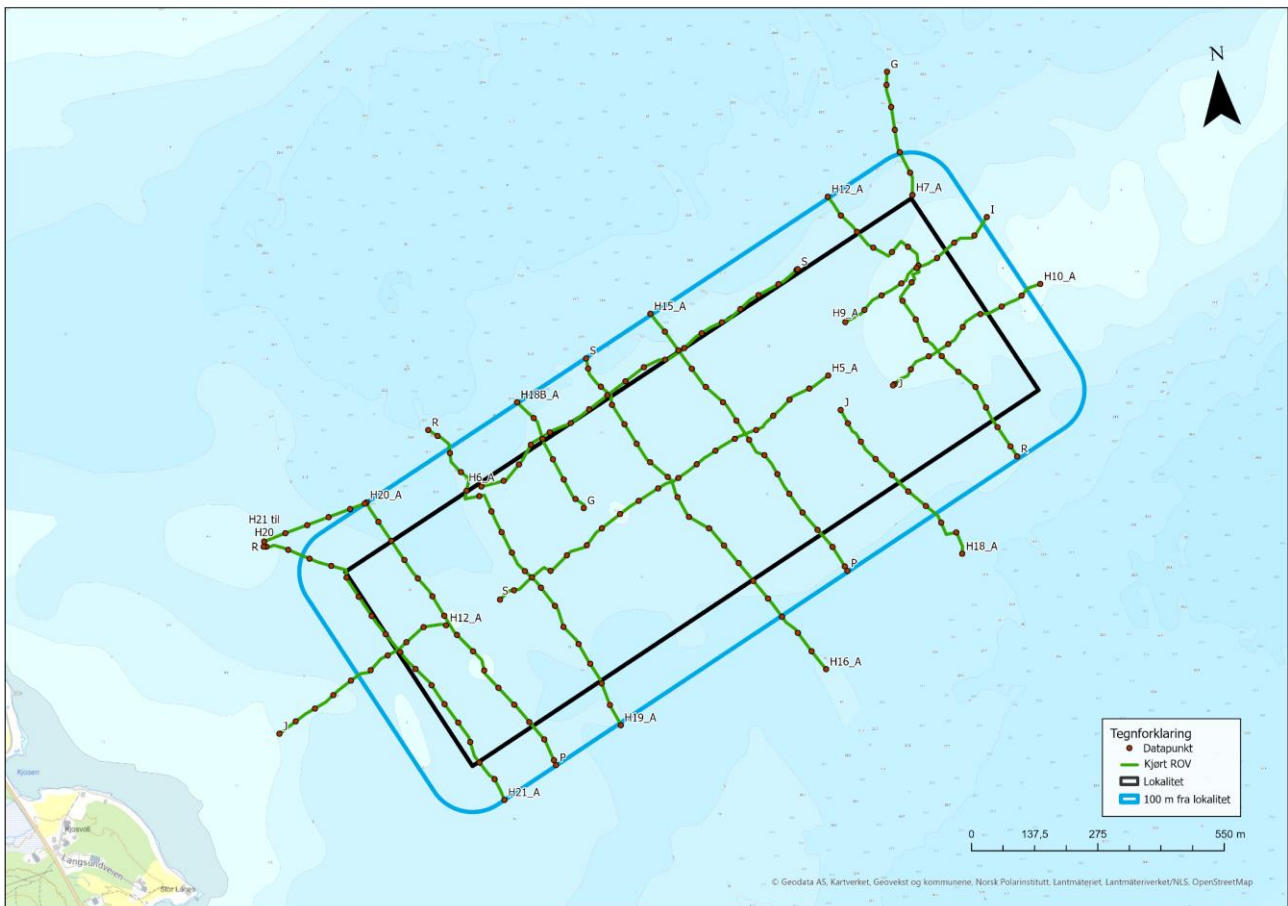 G
N
H12_A
H7_A
I
S
H10_A
H15_A
H9_A
S
H5_A
J
H18B_A
J
R
R
H6_A
G
H20_A
H21 til
H20
R
H18_A
P
S
H12_A
H16_A
J
H19_A
P
H21_A
Kjosen
Kjosvoll
Langsundveien
Stor Lanes
Tegnforklaring
Datapunkt
Kjørt ROV
Lokalitet
100 m fra lokalitet
0 137,5 275 550 m
© Geodata AS, Kartverket, Geovekst og kommunene, Norsk Polarinstitutt, Lantmäteriet, Lantmäteriverket/NLS, OpenStreetMap